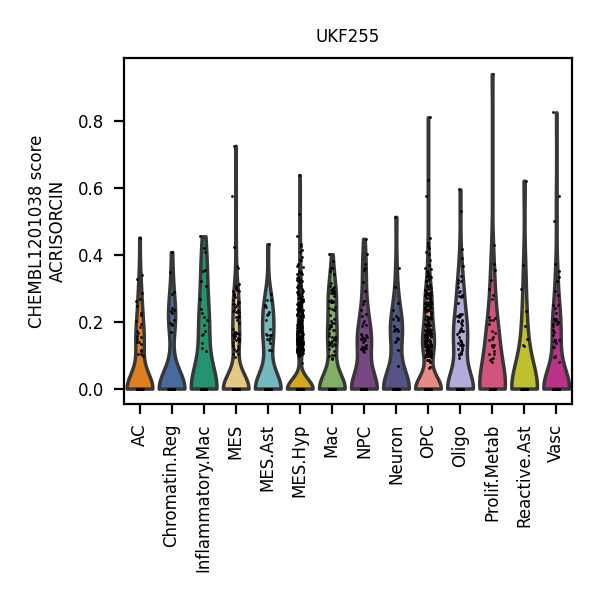 UKF255
CHEMBL1201038 score
ACRISORCIN
0.8
0.6
0.4
0.2
0.0
AC
Chromatin.Reg
Inflammatory.Mac
MES
MES.Ast
MES.Hyp
Mac
NPC
Neuron
OPC
Oligo
Prolif.Metab
Reactive.Ast
Vasc